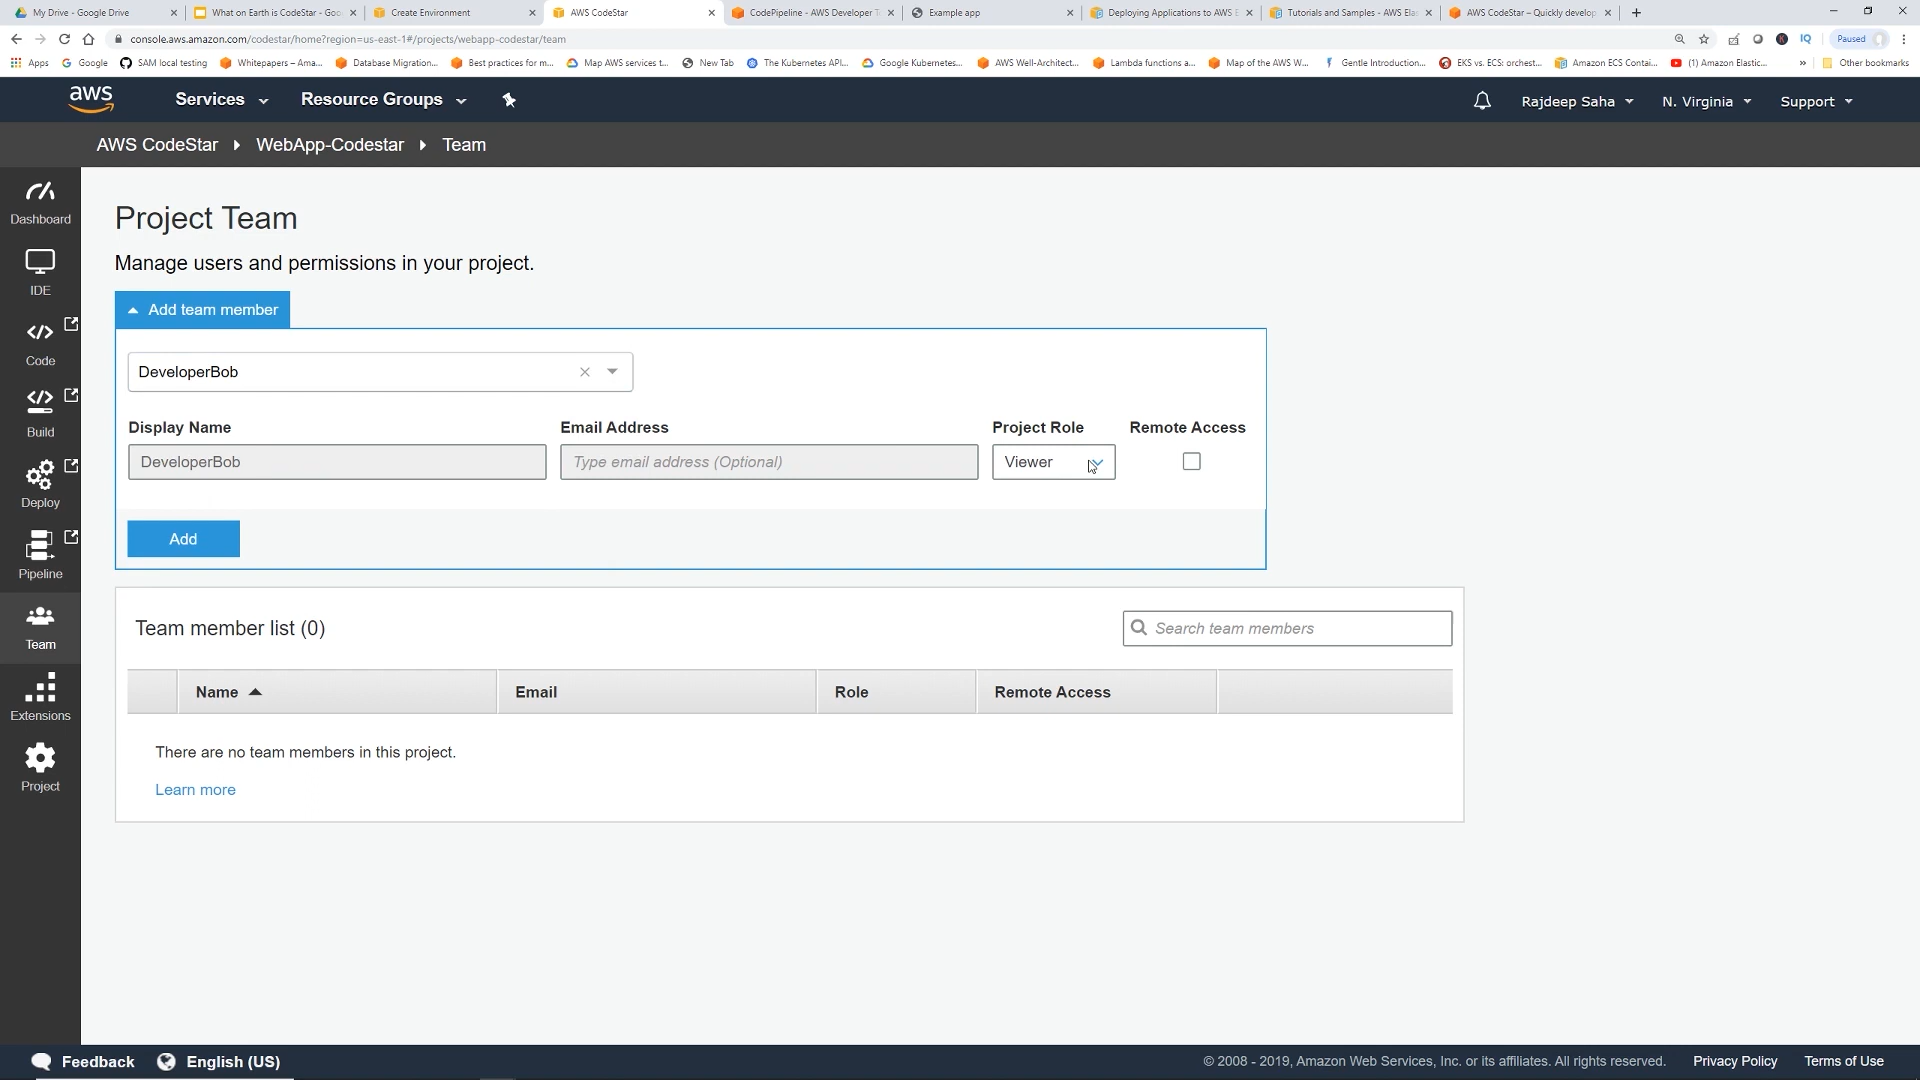 My Drive - Google Drive
What on Earth is CodeStar - Goo
Create Environment
AWS CodeStar
CodePipeline - AWS Developer T
Example app
Deploying Applications to AWS E
Tutorials and Samples - AWS Ela
AWS CodeStar – Quickly develop
console.aws.amazon.com/codestar/home?region=us-east-1#/projects/webapp-codestar/team
IQ
Paused
Apps
Google
SAM local testing
Whitepapers – Ama...
Database Migration...
Best practices for m...
Map AWS services t...
New Tab
The Kubernetes API...
Google Kubernetes...
AWS Well-Architect...
Lambda functions a...
Map of the AWS W...
Gentle Introduction...
EKS vs. ECS: orchest...
Amazon ECS Contai...
(1) Amazon Elastic...
»
Other bookmarks
aws
Services
Resource Groups
Rajdeep Saha
N. Virginia
Support
AWS CodeStar
WebApp-Codestar
Team
Dashboard
IDE
Code
Build
Deploy
Pipeline
Team
Extensions
Project
Project Team
Manage users and permissions in your project.
Add team member
DeveloperBob
Display Name
Email Address
Project Role
Remote Access
DeveloperBob
Type email address (Optional)
Viewer
Add
Team member list (0)
Search team members
Name
Email
Role
Remote Access
There are no team members in this project.
Learn more
Feedback
English (US)
© 2008 - 2019, Amazon Web Services, Inc. or its affiliates. All rights reserved.
Privacy Policy
Terms of Use